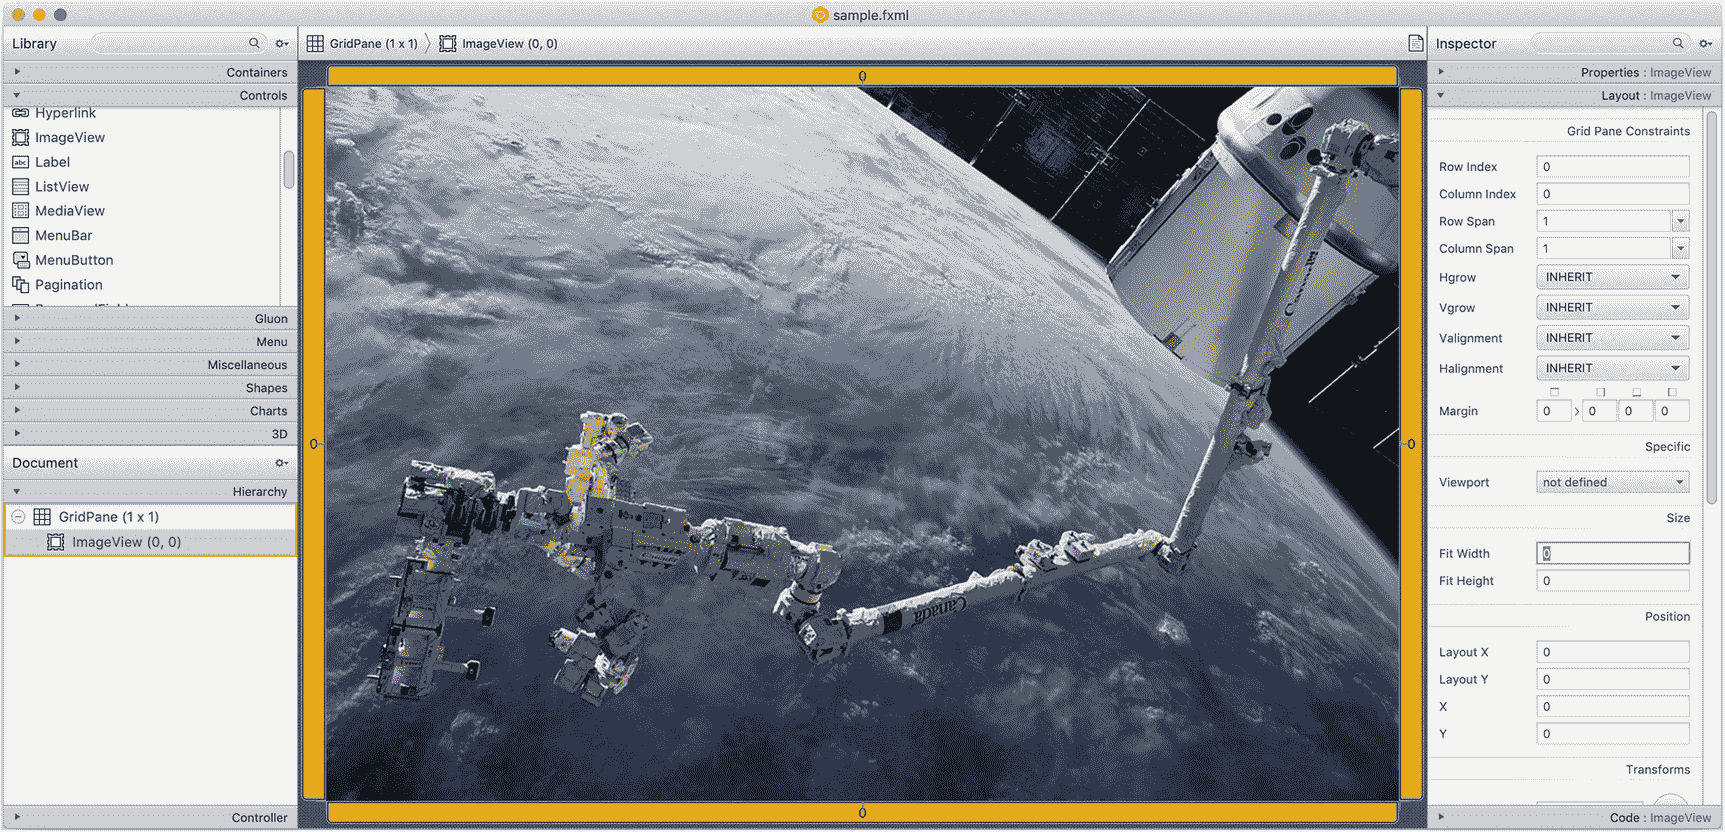 sample.fxml
Library
GridPane (1 x 1)
ImageView (0, 0)
Inspector
Containers
Controls
Hyperlink
ImageView
Label
ListView
MediaView
MenuBar
MenuButton
Pagination
Gluon
Menu
Miscellaneous
Shapes
Charts
3D
Document
Hierarchy
GridPane (1 x 1)
ImageView (0, 0)
Controller
0
0
0
0
Canada
Properties : ImageView
Layout : ImageView
Grid Pane Constraints
Row Index 0
Column Index 0
Row Span 1
Column Span 1
Hgrow INHERIT
Vgrow INHERIT
Valignment INHERIT
Halignment INHERIT
Margin 0 0 0 0
Specific
Viewport not defined
Size
Fit Width 0
Fit Height 0
Position
Layout X 0
Layout Y 0
X 0
Y 0
Transforms
Code : ImageView